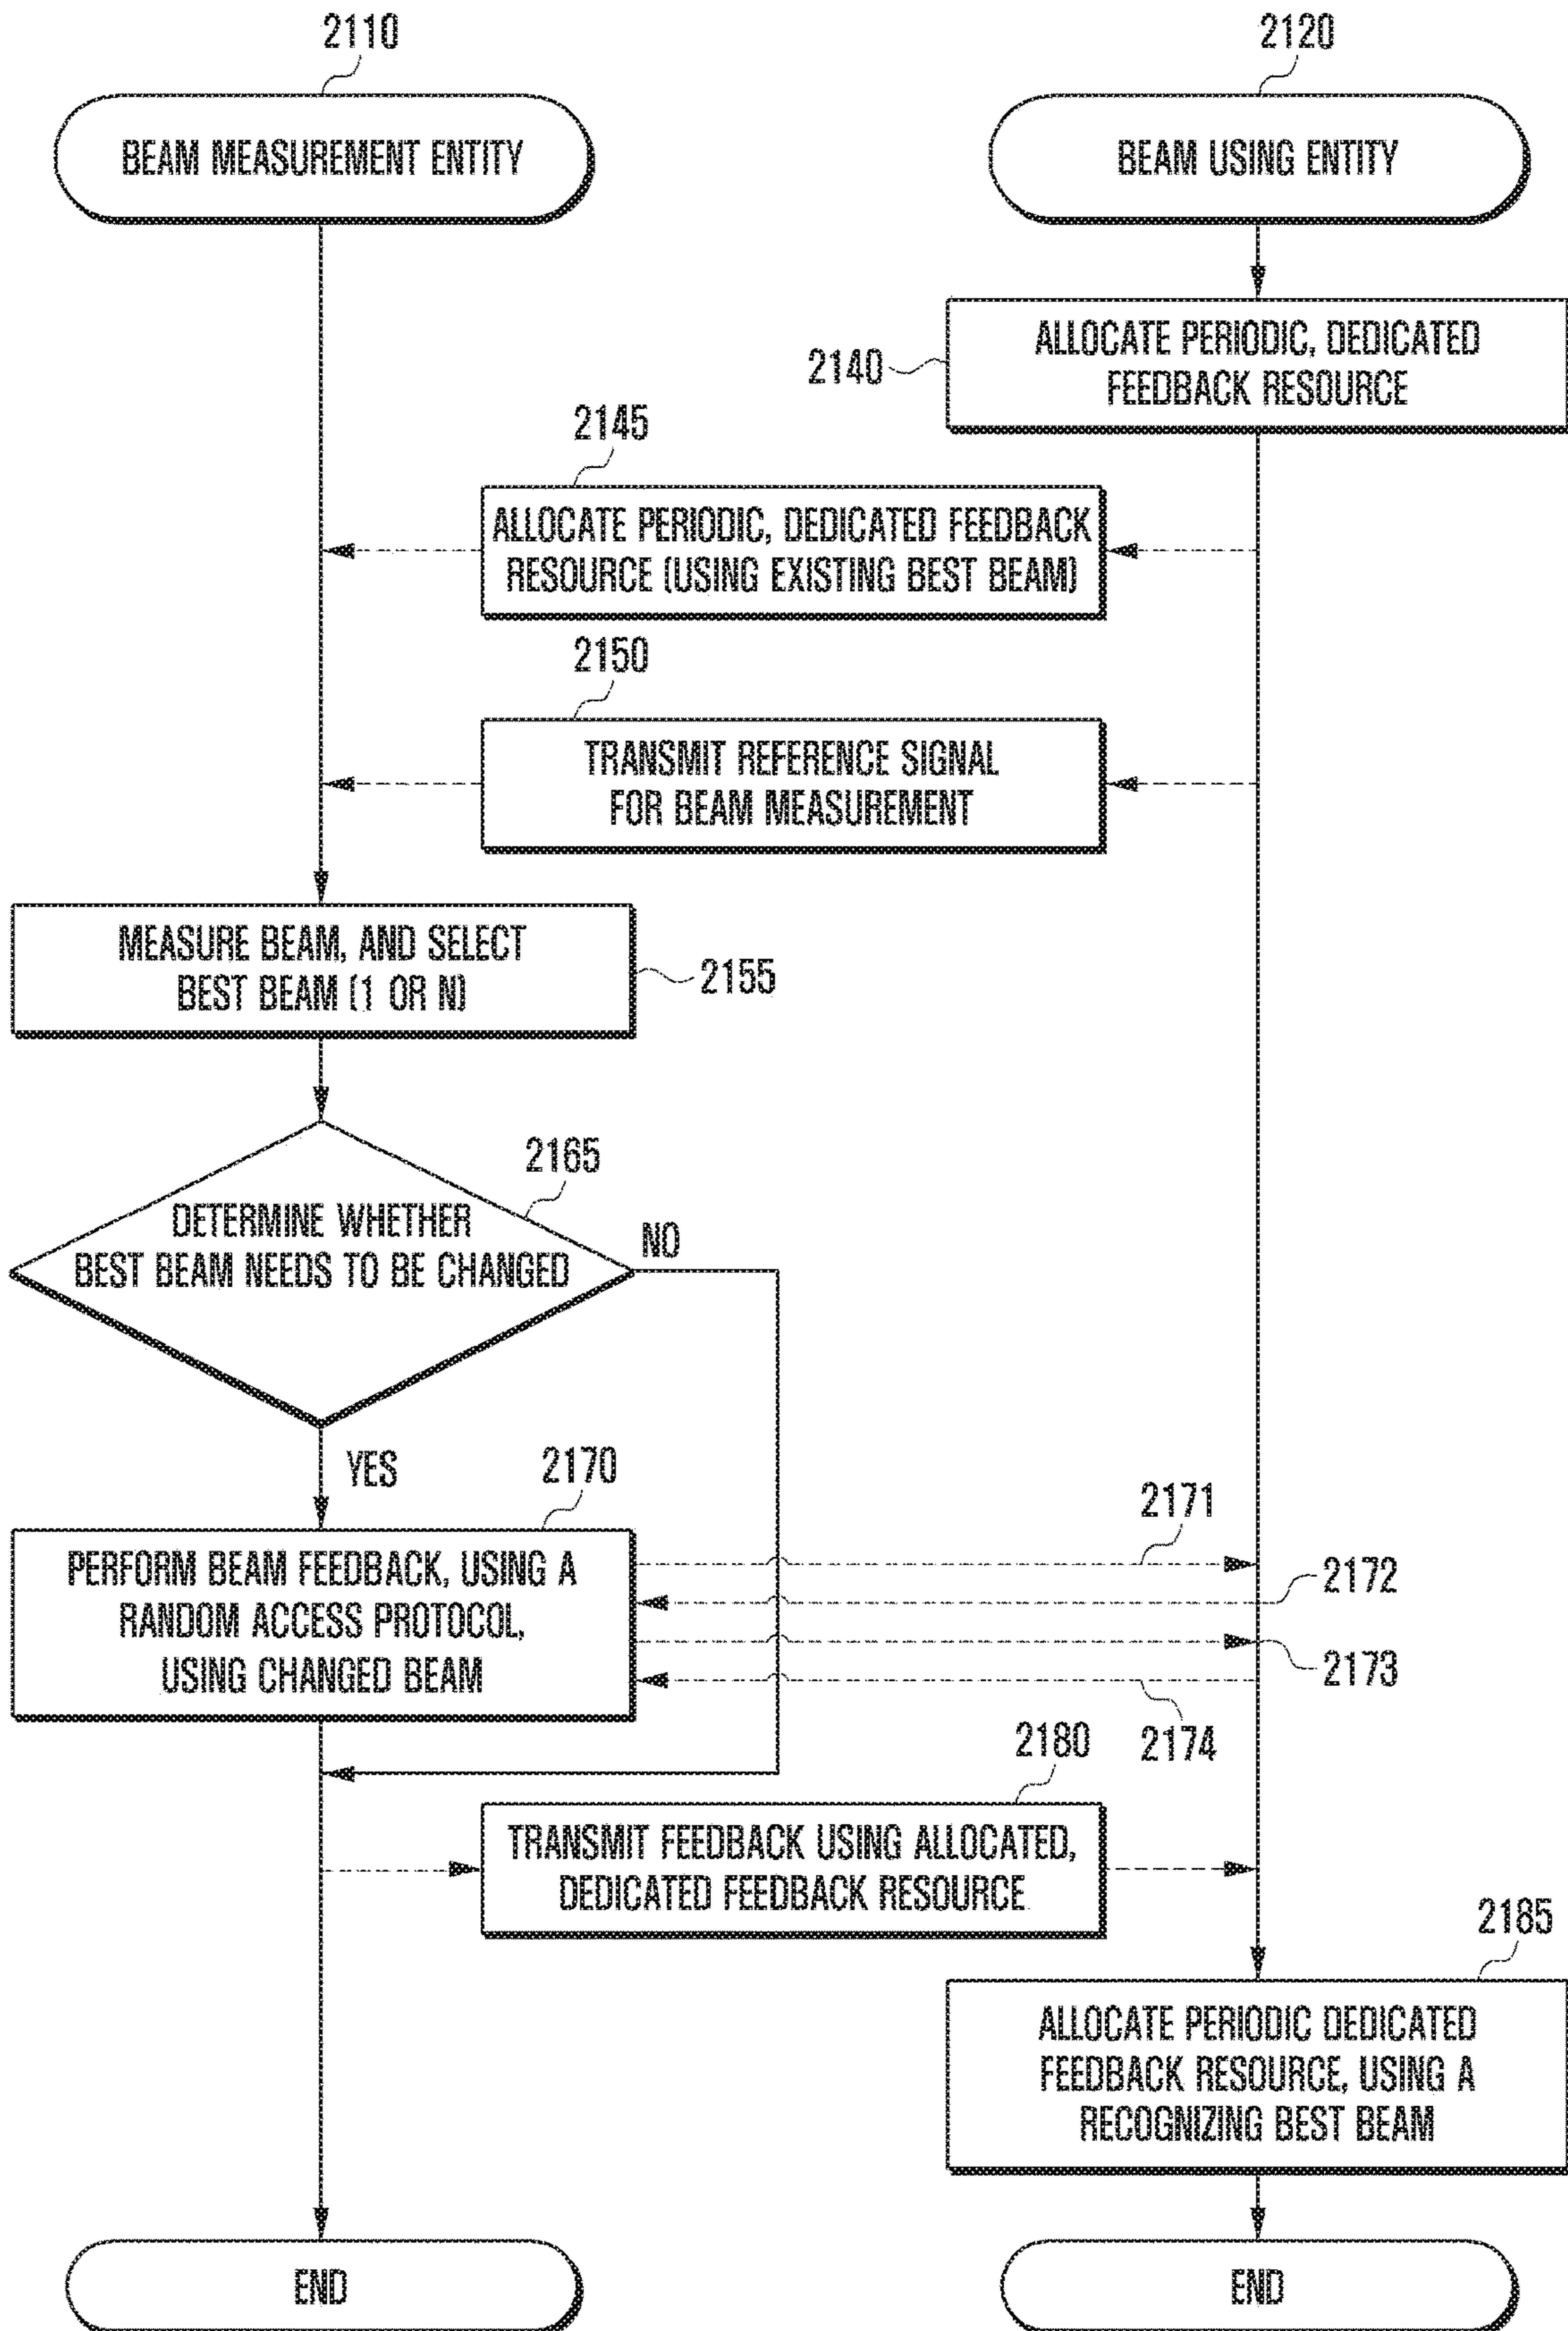 2110
2120
BEAM MEASUREMENT ENTITY
BEAM USING ENTITY
2140
ALLOCATE PERIODIC, DEDICATED
FEEDBACK RESOURCE
2145
ALLOCATE PERIODIC, DEDICATED FEEDBACK
RESOURCE (USING EXISTING BEST BEAM)
2150
TRANSMIT REFERENCE SIGNAL
FOR BEAM MEASUREMENT
MEASURE BEAM, AND SELECT
BEST BEAM (1 OR N)
2155
2165
DETERMINE WHETHER
BEST BEAM NEEDS TO BE CHANGED
NO
YES
2170
PERFORM BEAM FEEDBACK, USING A
RANDOM ACCESS PROTOCOL,
USING CHANGED BEAM
2171
2172
2173
2174
2180
TRANSMIT FEEDBACK USING ALLOCATED,
DEDICATED FEEDBACK RESOURCE
2185
ALLOCATE PERIODIC DEDICATED
FEEDBACK RESOURCE, USING A
RECOGNIZING BEST BEAM
END
END